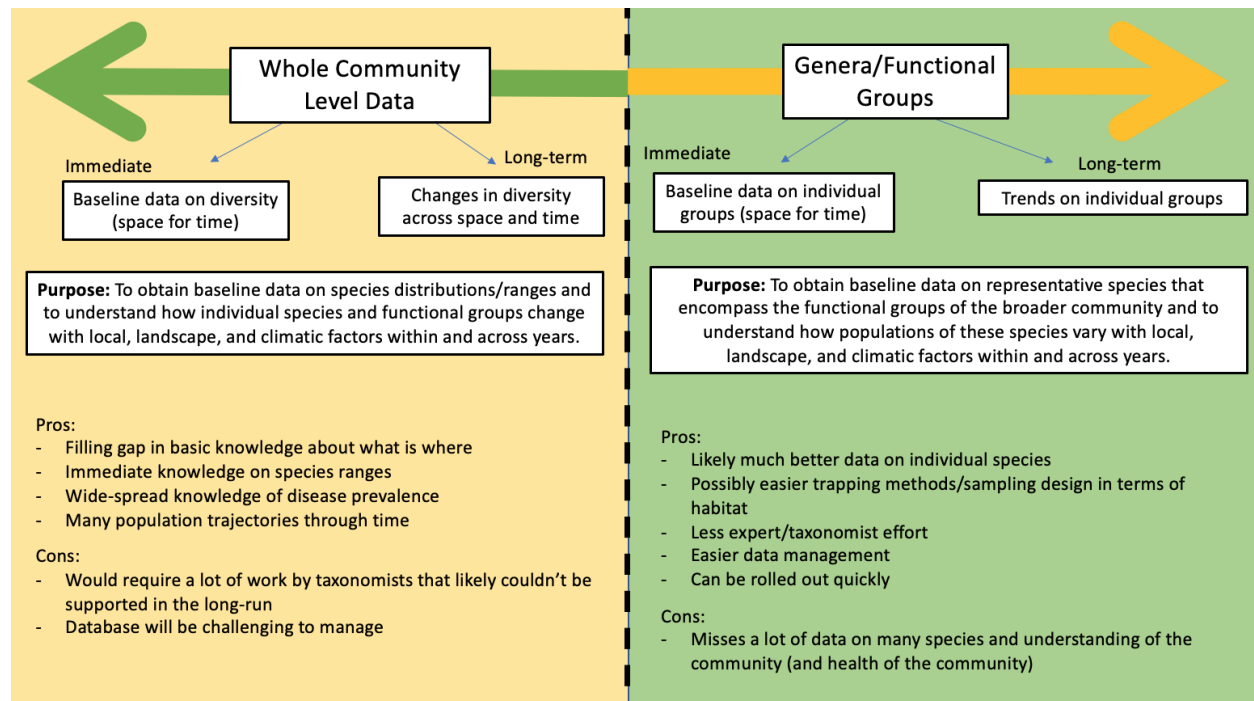 Whole Community
Level Data
Immediate
Long-term
Baseline data on diversity
(space for time)
Changes in diversity
across space and time
Purpose: To obtain baseline data on species distributions/ranges and
to understand how individual species and functional groups change
with local, landscape, and climatic factors within and across years.
Pros:
- Filling gap in basic knowledge about what is where
- Immediate knowledge on species ranges
- Wide-spread knowledge of disease prevalence
- Many population trajectories through time
Cons:
- Would require a lot of work by taxonomists that likely couldn’t be
supported in the long-run
- Database will be challenging to manage
Genera/Functional
Groups
Immediate
Long-term
Baseline data on individual
groups (space for time)
Trends on individual groups
Purpose: To obtain baseline data on representative species that
encompass the functional groups of the broader community and to
understand how populations of these species vary with local,
landscape, and climatic factors within and across years.
Pros:
- Likely much better data on individual species
- Possibly easier trapping methods/sampling design in terms of
habitat
- Less expert/taxonomist effort
- Easier data management
- Can be rolled out quickly
Cons:
- Misses a lot of data on many species and understanding of the
community (and health of the community)